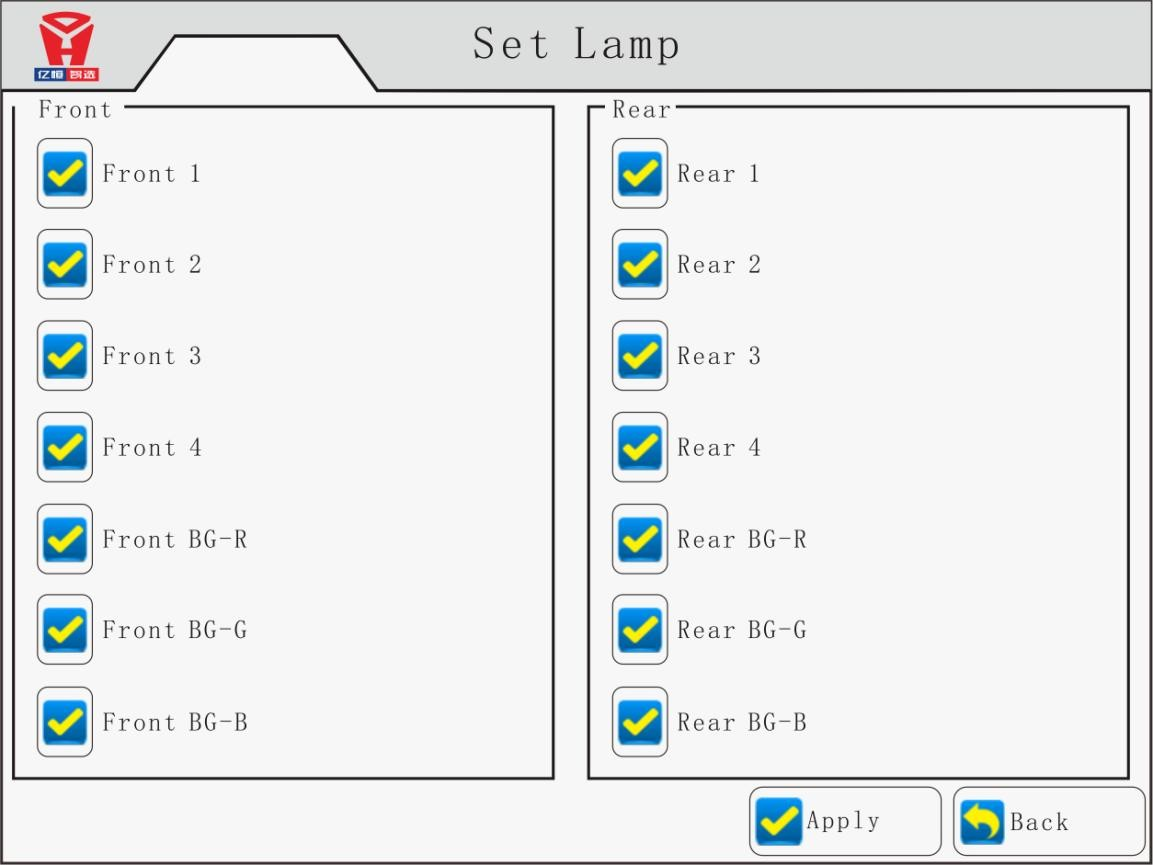 亿恒智选
Set Lamp
Front
Front 1
Front 2
Front 3
Front 4
Front BG-R
Front BG-G
Front BG-B
Rear
Rear 1
Rear 2
Rear 3
Rear 4
Rear BG-R
Rear BG-G
Rear BG-B
Apply
Back